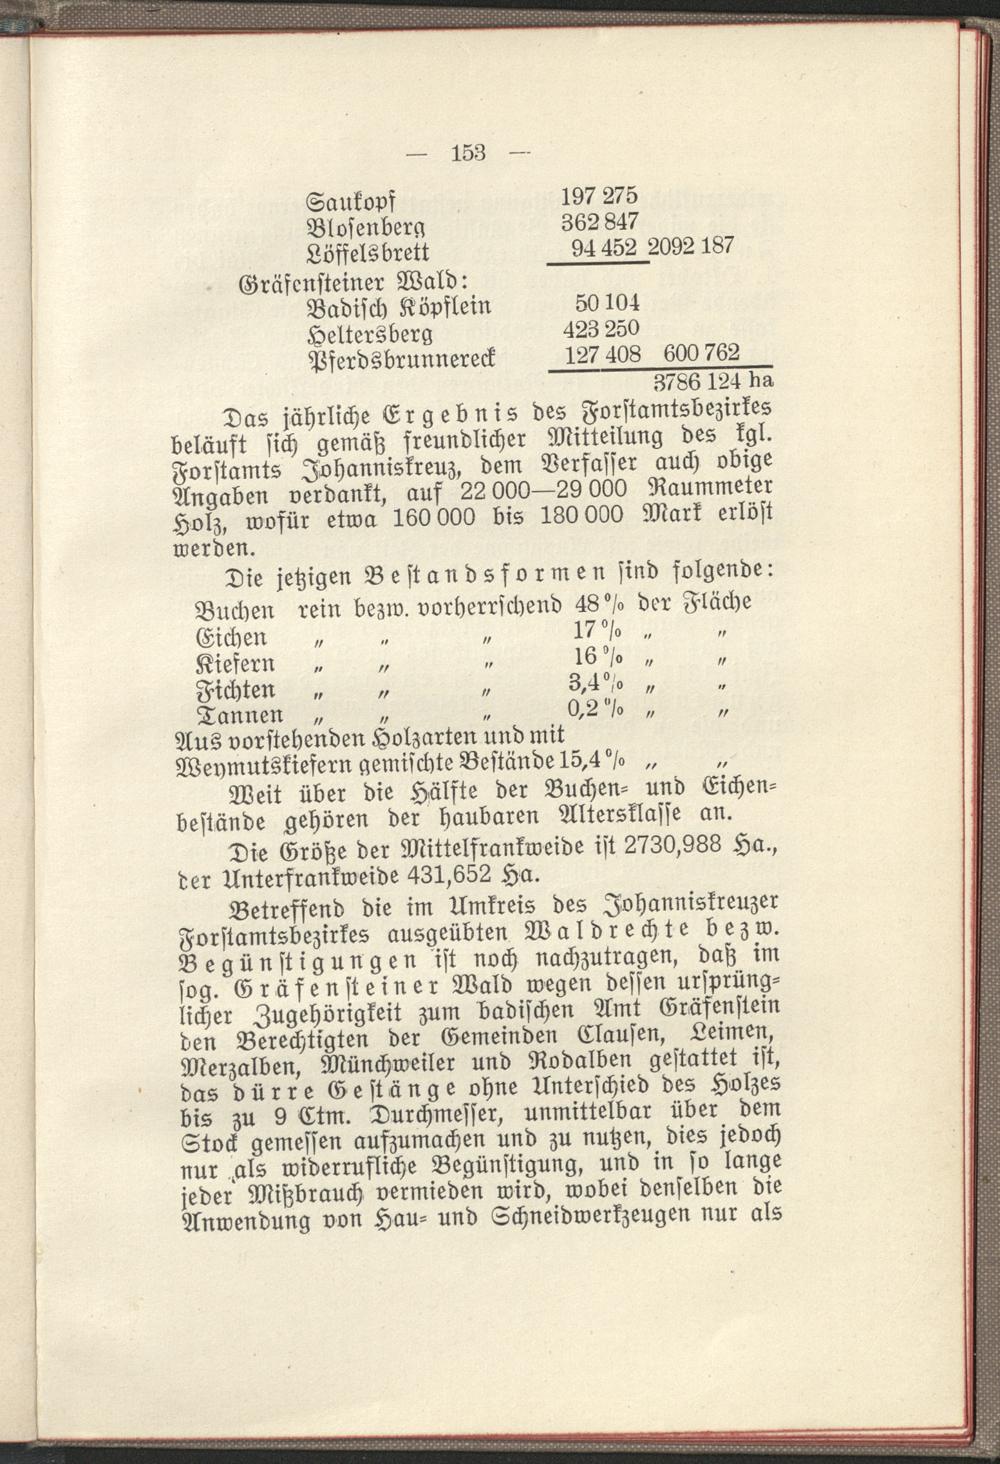 — 153 —
Saukopf 197 275
Blosenberg 362 847
Löffelsbrett 94 452 2092 187
Gräfensteiner Wald:
Badisch Köpflein 50 104
Heltersberg 423 250
Pferdsbrunnereck 127 408 600 762
3786 124 ha
Das jährliche Ergebnis des Forstamtsbezirkes
beläuft sich gemäß freundlicher Mitteilung des kgl.
Forstamts Johanniskreuz, dem Verfasser auch obige
Angaben verdankt, auf 22 000—29 000 Raummeter
Holz, wofür etwa 160 000 bis 180 000 Mark erlöst
werden.
Die jetzigen Bestandsformen sind folgende:
Buchen rein bezw. vorherrschend 48 % der Fläche
Eichen „ „ „ 17 % „ „
Kiefern „ „ „ 16 % „ „
Fichten „ „ „ 3,4 % „ „
Tannen „ „ „ 0,2 % „ „
Aus vorstehenden Holzarten und mit
Weymutskiefern gemischte Bestände 15,4 % „ „
Weit über die Hälfte der Buchen- und Eichen-
bestände gehören der haubaren Altersklasse an.
Die Größe der Mittelfrankweide ist 2730,988 Ha.,
der Unterfrankweide 431,652 Ha.
Betreffend die im Umkreis des Johanniskreuzer
Forstamtsbezirkes ausgeübten Waldrechte bezw.
Begünstigungen ist noch nachzutragen, daß im
sog. Gräfensteiner Wald wegen dessen ursprüng-
licher Zugehörigkeit zum badischen Amt Gräfenstein
den Berechtigten der Gemeinden Clausen, Leimen,
Merzalben, Münchweiler und Rodalben gestattet ist,
das dürre Gestänge ohne Unterschied des Holzes
bis zu 9 Ctm. Durchmesser, unmittelbar über dem
Stock gemessen aufzumachen und zu nutzen, dies jedoch
nur als widerrufliche Begünstigung, und in so lange
jeder Mißbrauch vermieden wird, wobei denselben die
Anwendung von Hau- und Schneidwerkzeugen nur als